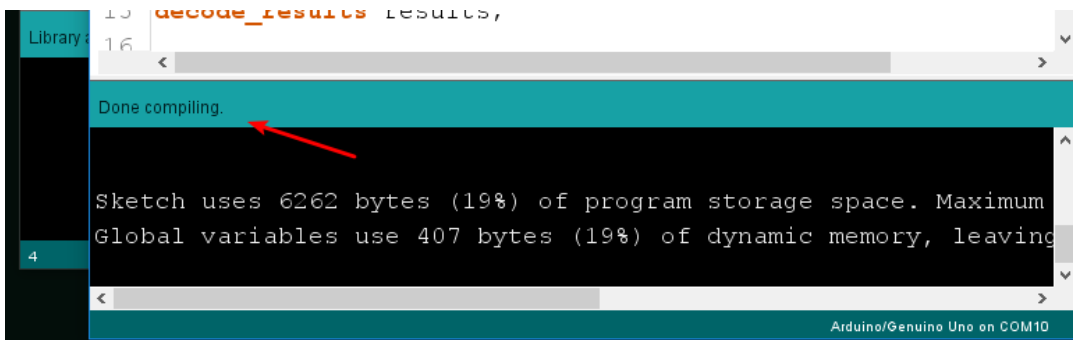 15 decode_results results;
Library
16
Done compiling.
Sketch uses 6262 bytes (19%) of program storage space. Maximum
Global variables use 407 bytes (19%) of dynamic memory, leaving
4
Arduino/Genuino Uno on COM10